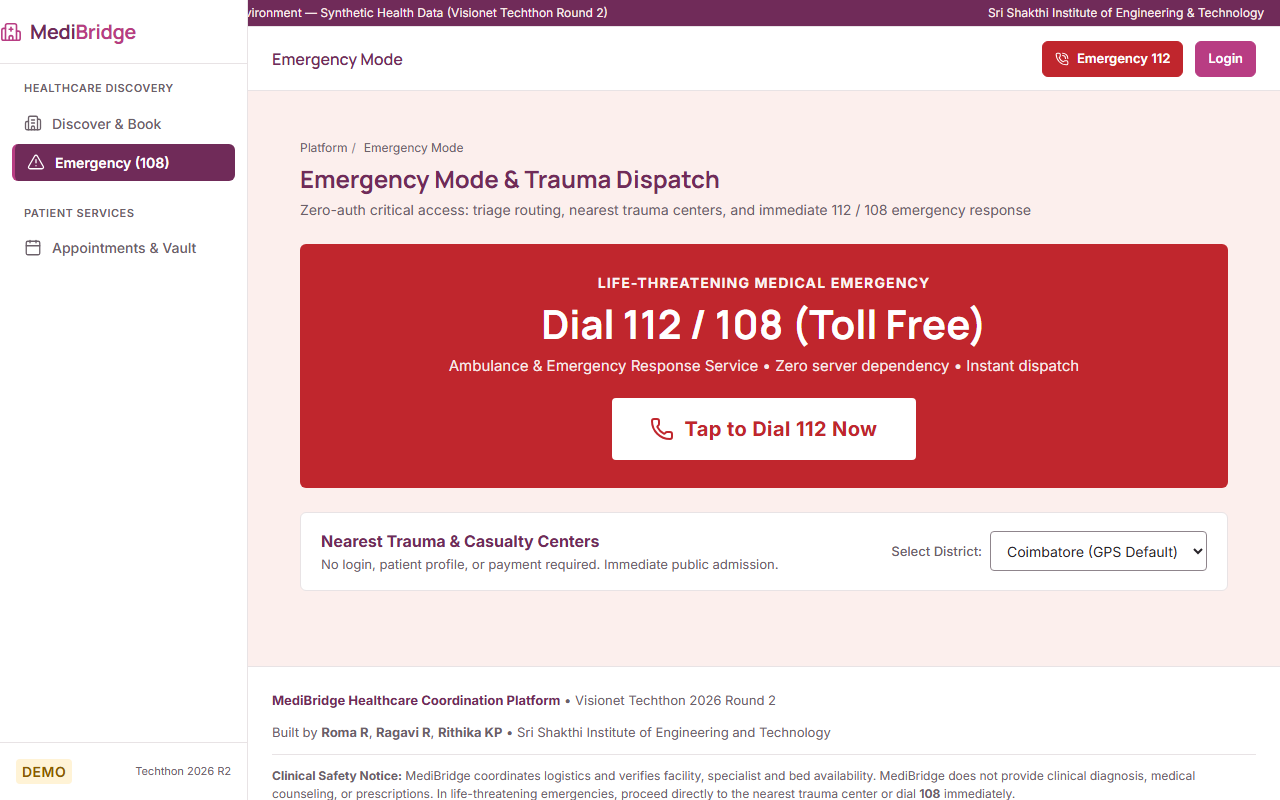 MediBridge
— Synthetic Health Data (Visionet Techthon Round 2)
Sri Shakthi Institute of Engineering & Technology
Emergency Mode
Emergency 112
Login
HEALTHCARE DISCOVERY
Discover & Book
Emergency (108)
PATIENT SERVICES
Appointments & Vault
Platform / Emergency Mode
Emergency Mode & Trauma Dispatch
Zero-auth critical access: triage routing, nearest trauma centers, and immediate 112 / 108 emergency response
LIFE-THREATENING MEDICAL EMERGENCY
Dial 112 / 108 (Toll Free)
Ambulance & Emergency Response Service • Zero server dependency • Instant dispatch
Tap to Dial 112 Now
Nearest Trauma & Casualty Centers
No login, patient profile, or payment required. Immediate public admission.
Select District:
Coimbatore (GPS Default)
MediBridge Healthcare Coordination Platform • Visionet Techthon 2026 Round 2
Built by Roma R, Ragavi R, Rithika KP • Sri Shakthi Institute of Engineering and Technology
Clinical Safety Notice: MediBridge coordinates logistics and verifies facility, specialist and bed availability. MediBridge does not provide clinical diagnosis, medical
counseling, or prescriptions. In life-threatening emergencies, proceed directly to the nearest trauma center or dial 108 immediately.
DEMO
Techthon 2026 R2